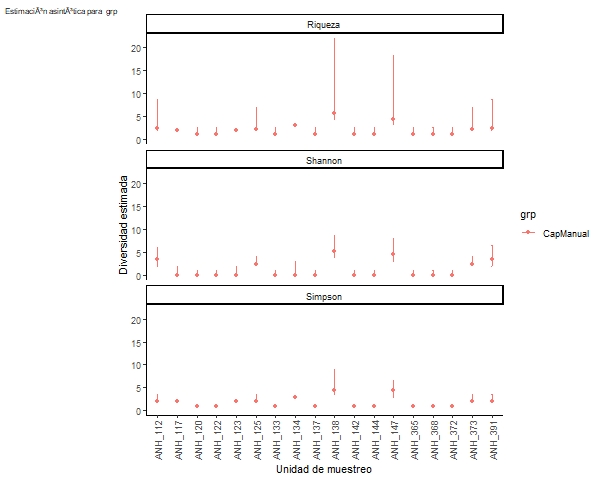 EstimaciÃ³n asintÃ³tica para grp
Riqueza
20
15
10
5
0
Shannon
20
15
10
5
0
Simpson
20
15
10
5
0
Diversidad estimada
ANH_112
ANH_117
ANH_120
ANH_122
ANH_123
ANH_125
ANH_133
ANH_134
ANH_137
ANH_138
ANH_142
ANH_144
ANH_147
ANH_365
ANH_368
ANH_372
ANH_373
ANH_391
Unidad de muestreo
grp
CapManual